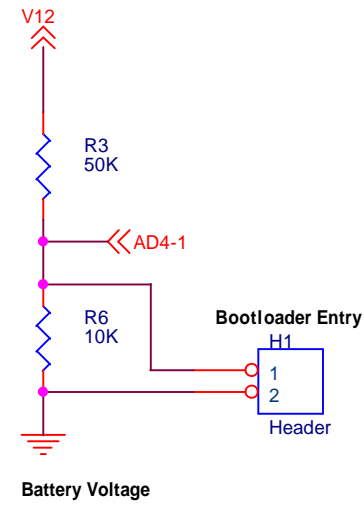 V12
R3
50K
AD4-1
R6
10K
Bootloader Entry
H1
1
2
Header
Battery Voltage